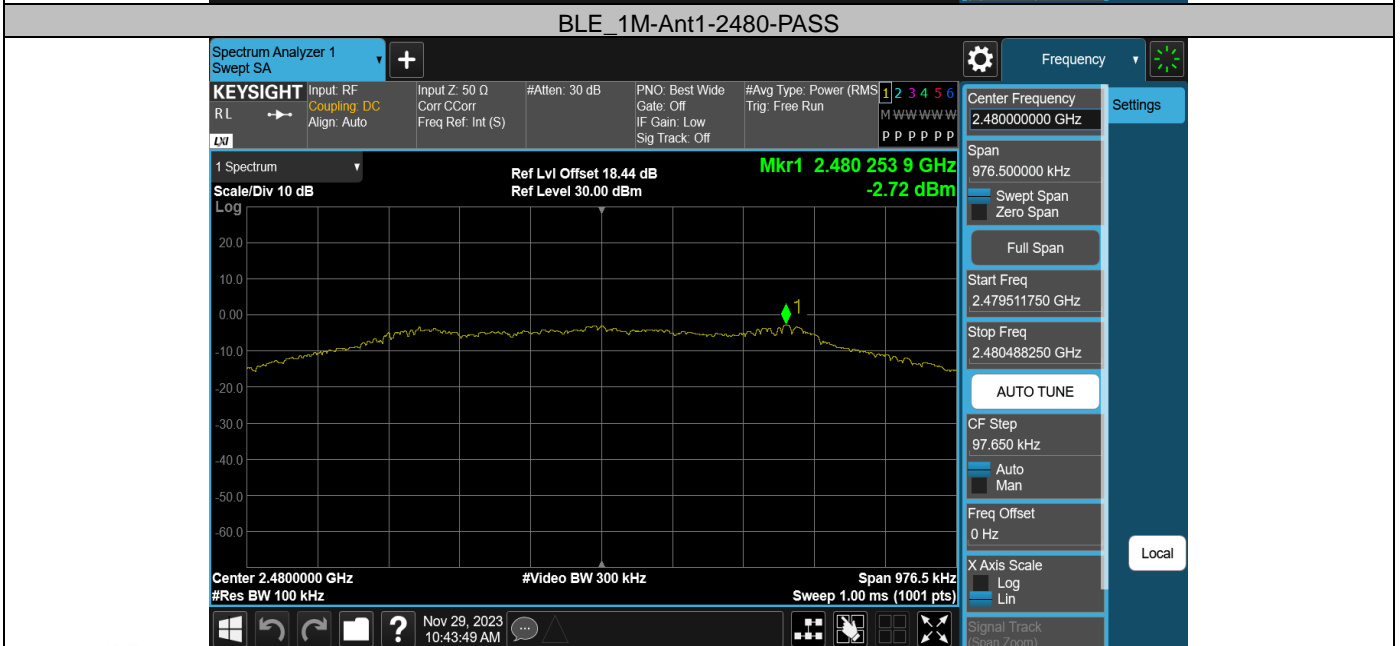 BLE_1M-Ant1-2480-PASS
Spectrum Analyzer 1
Swept SA
Frequency
KEYSIGHT
RL
LXI
Input: RF
Coupling: DC
Align: Auto
Input Z: 50 Ω
Corr CCorr
Freq Ref: Int (S)
#Atten: 30 dB
PNO: Best Wide
Gate: Off
IF Gain: Low
Sig Track: Off
#Avg Type: Power (RMS
Trig: Free Run
1 2 3 4 5 6
M W W W W W
P P P P P P
1 Spectrum
Scale/Div 10 dB
Log
Ref Lvl Offset 18.44 dB
Ref Level 30.00 dBm
Mkr1 2.480 253 9 GHz
-2.72 dBm
20.0
10.0
0.00
-10.0
-20.0
-30.0
-40.0
-50.0
-60.0
1
Center 2.4800000 GHz
#Res BW 100 kHz
#Video BW 300 kHz
Span 976.5 kHz
Sweep 1.00 ms (1001 pts)
Nov 29, 2023
10:43:49 AM
Center Frequency
2.480000000 GHz
Span
976.500000 kHz
Swept Span
Zero Span
Full Span
Start Freq
2.479511750 GHz
Stop Freq
2.480488250 GHz
AUTO TUNE
CF Step
97.650 kHz
Auto
Man
Freq Offset
0 Hz
X Axis Scale
Log
Lin
Signal Track
(Span Zoom)
Settings
Local